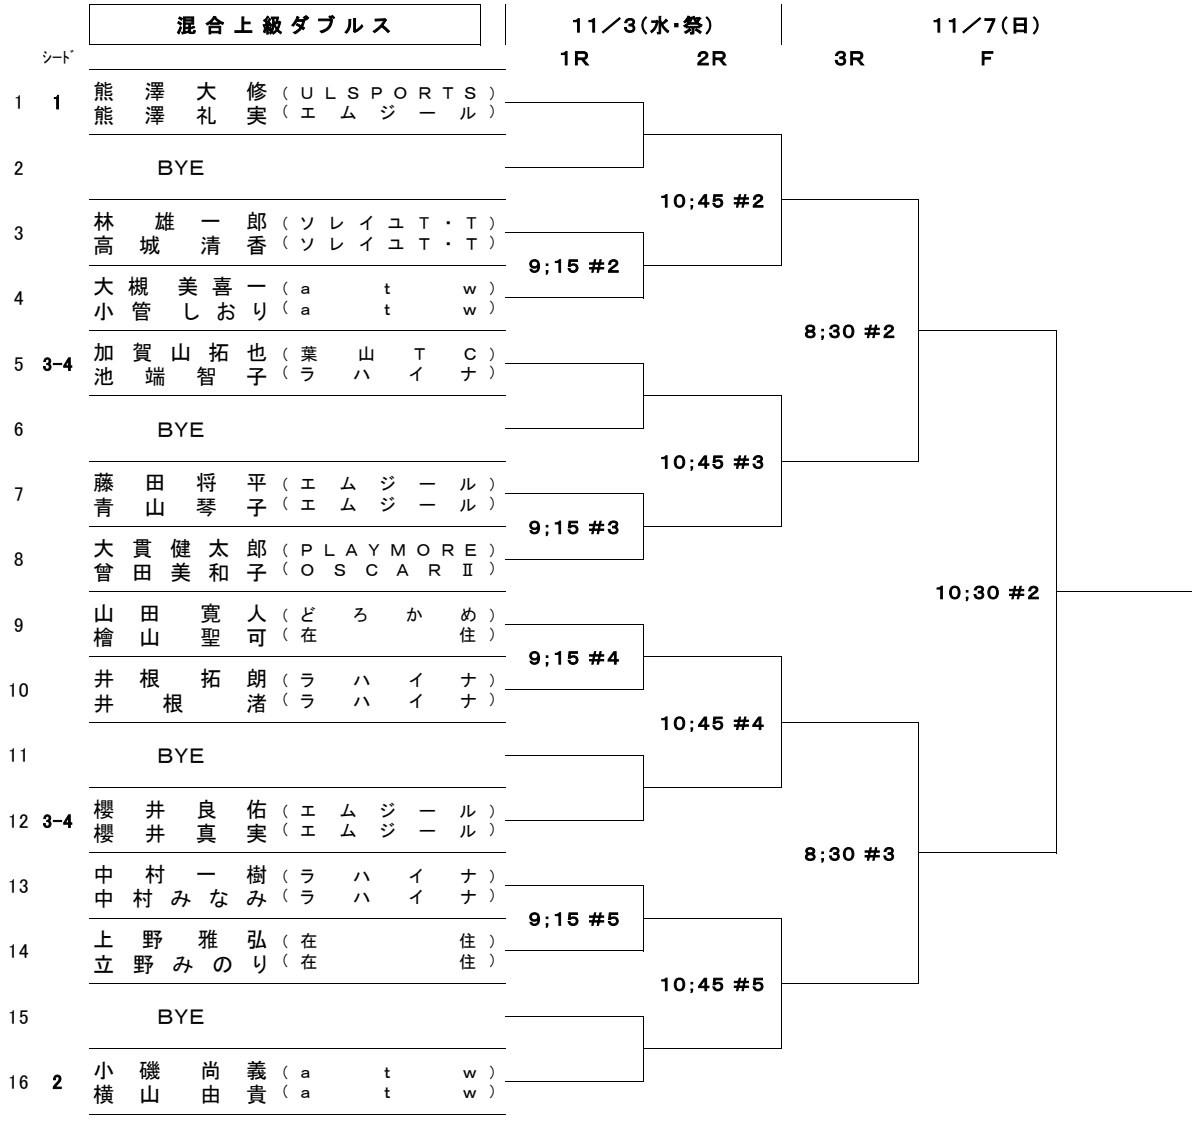 混合上級ダブルス 11／3（水・祭） 11／7（日）
シード 1R 2R 3R F
1 1 熊澤大修（ULSPORTS）
熊澤礼実（エムジール）
2 BYE
10;45 #2
3 林雄一郎（ソレイユT・T）
高城清香（ソレイユT・T）
9;15 #2
4 大槻美喜一（atw）
小管しおり（atw）
8;30 #2
5 3-4 加賀山拓也（葉山TC）
池端智子（ラハイナ）
6 BYE
10;45 #3
7 藤田将平（エムジール）
青山琴子（エムジール）
9;15 #3
8 大貫健太郎（PLAYMORE）
曾田美和子（OSCARⅡ）
10;30 #2
9 山田寛人（どろかめ）
檜山聖可（在住）
9;15 #4
10 井根拓朗（ラハイナ）
井根渚（ラハイナ）
10;45 #4
11 BYE
12 3-4 櫻井良佑（エムジール）
櫻井真実（エムジール）
8;30 #3
13 中村一樹（ラハイナ）
中村みなみ（ラハイナ）
9;15 #5
14 上野雅弘（在住）
立野みのり（在住）
10;45 #5
15 BYE
16 2 小磯尚義（atw）
横山由貴（atw）